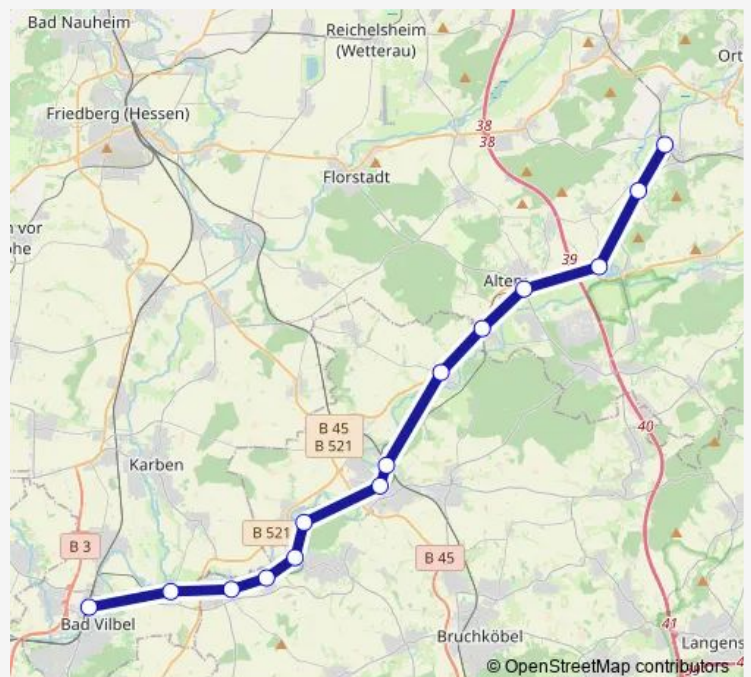 Bad Nauheim
Reichelsheim
(Wetterau)
Ort
Friedberg (Hessen)
38
38
Florstadt
n vor
öhe
39
Alten
B 45
B 521
40
Karben
B 521
B 3
B 45
Bad Vilbel
41
Bruchköbel
Langens
© OpenStreetMap contributors